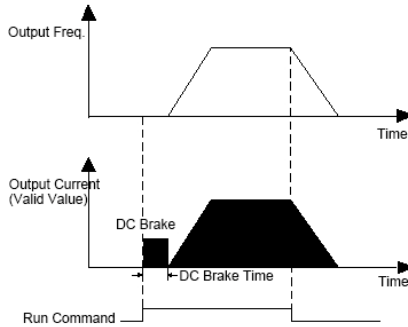 Output Freq.
Time
Output Current
(Valid Value)
DC Brake
Time
DC Brake Time
Run Command